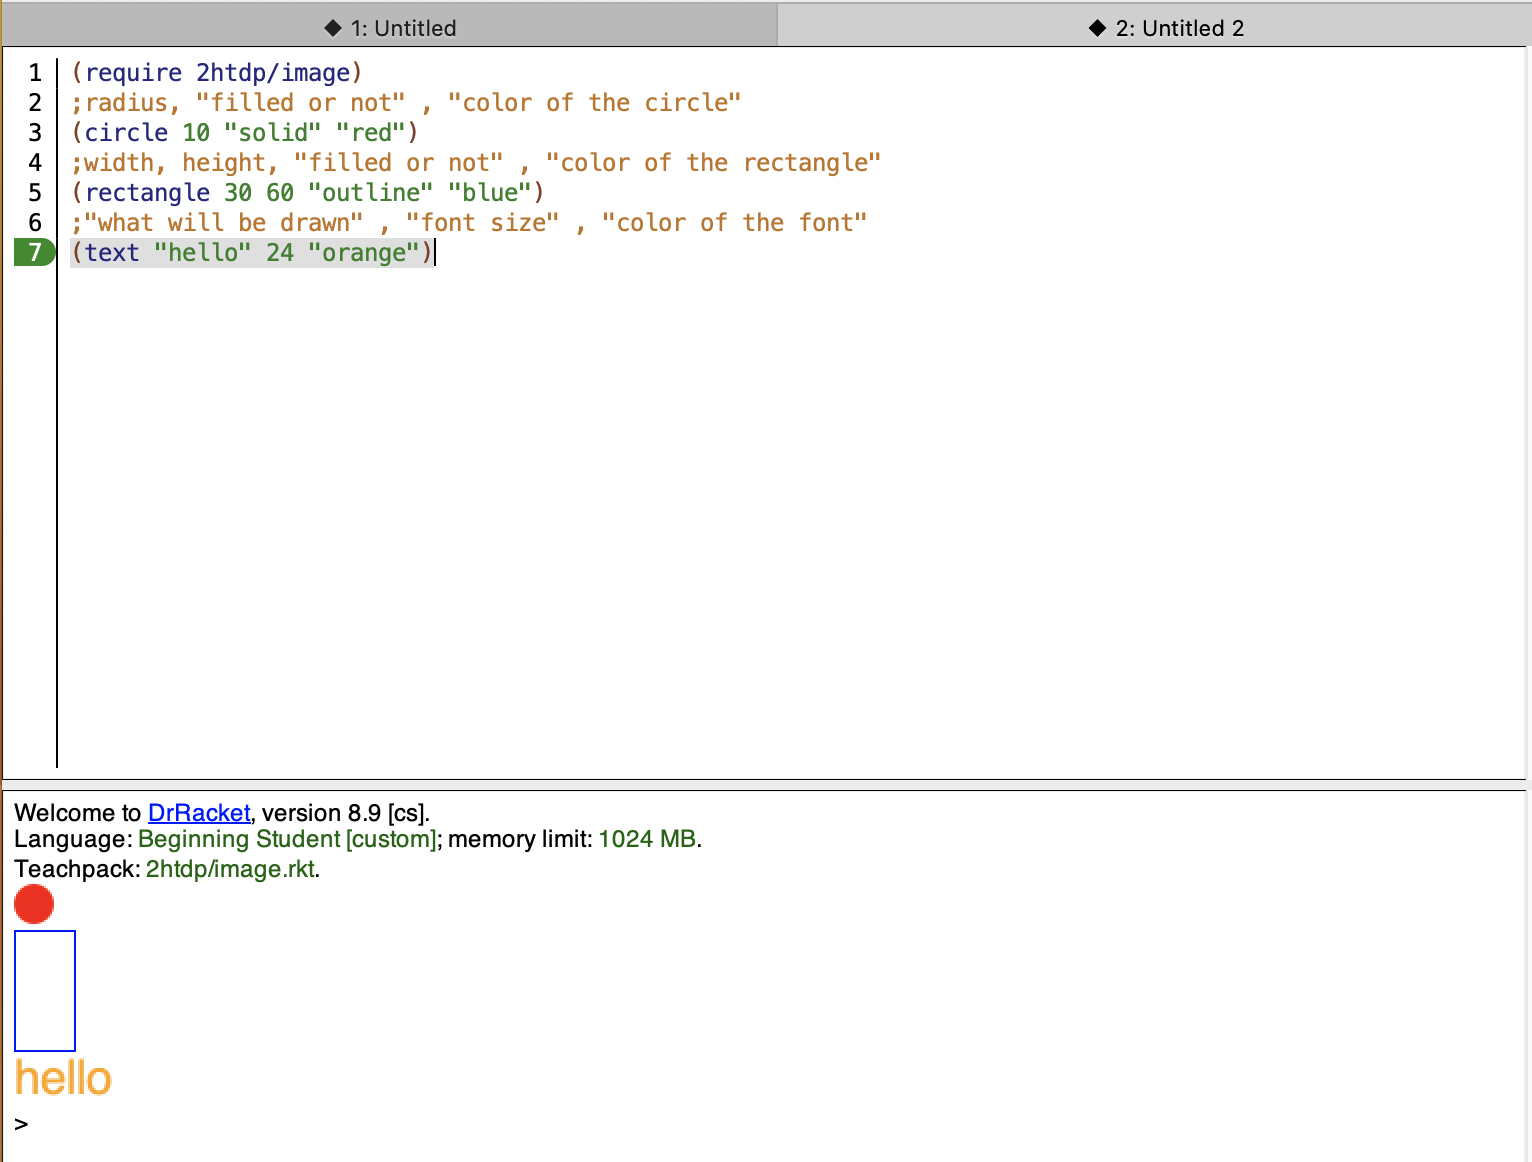 ◆ 1: Untitled
◆ 2: Untitled 2
1 (require 2htdp/image)
2 ;radius, "filled or not" , "color of the circle"
3 (circle 10 "solid" "red")
4 ;width, height, "filled or not" , "color of the rectangle"
5 (rectangle 30 60 "outline" "blue")
6 ;"what will be drawn" , "font size" , "color of the font"
7 (text "hello" 24 "orange")
Welcome to DrRacket, version 8.9 [cs].
Language: Beginning Student [custom]; memory limit: 1024 MB.
Teachpack: 2htdp/image.rkt.
hello
>